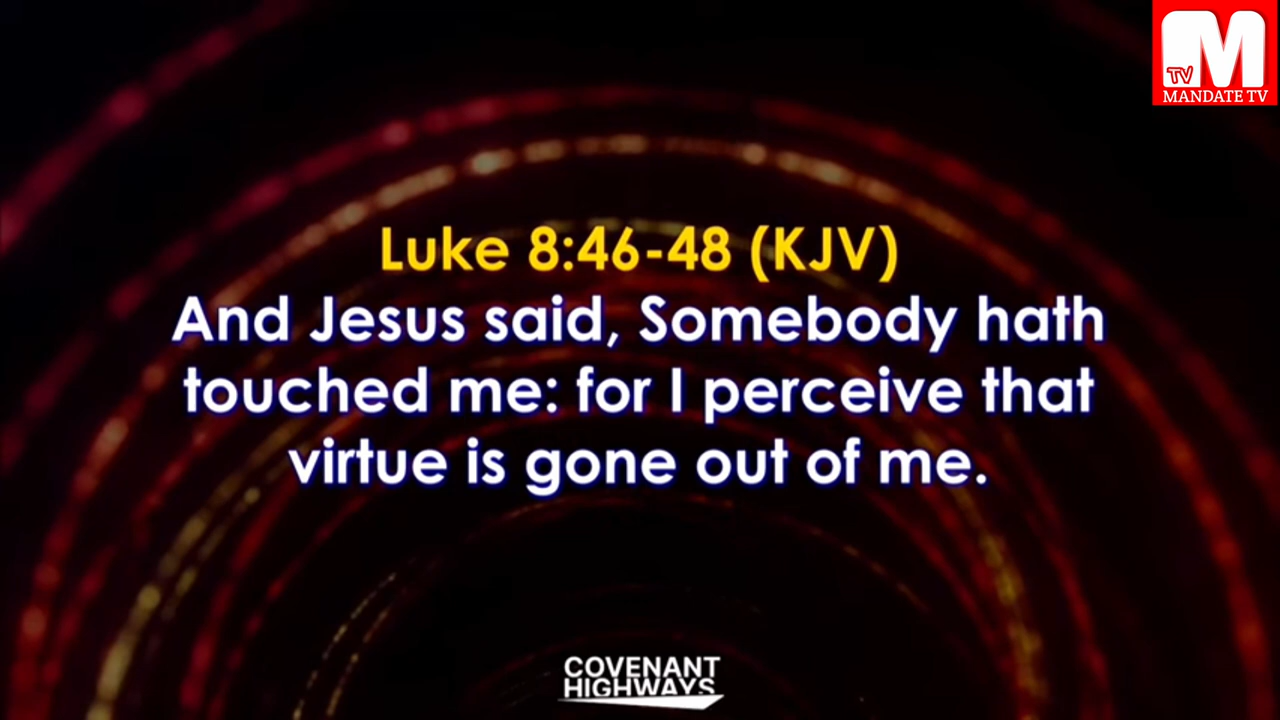 M
TV
MANDATE TV
Luke 8:46-48 (KJV)
And Jesus said, Somebody hath
touched me: for I perceive that
virtue is gone out of me.
COVENANT
HIGHWAYS